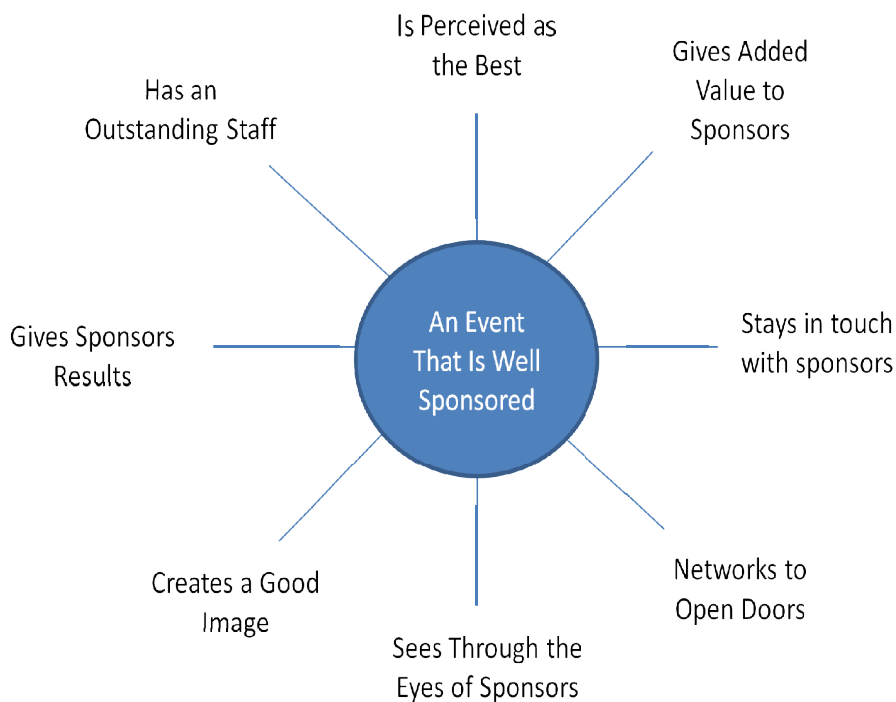 Is Perceived as
the Best
Gives Added
Value to
Sponsors
Has an
Outstanding Staff
An Event
That Is Well
Sponsored
Gives Sponsors
Results
Stays in touch
with sponsors
Creates a Good
Image
Networks to
Open Doors
Sees Through the
Eyes of Sponsors